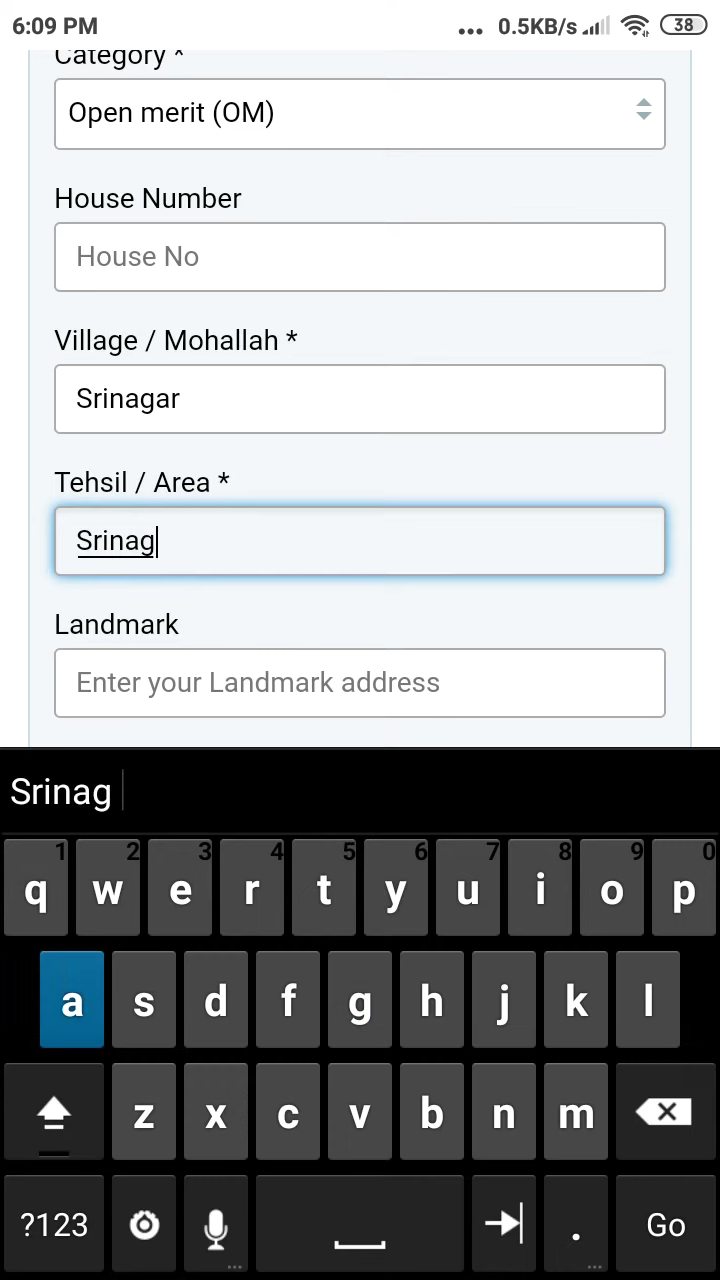 6:09 PM ... 0.5KB/s 38
Category *
Open merit (OM)
House Number
House No
Village / Mohallah *
Srinagar
Tehsil / Area *
Srinag
Landmark
Enter your Landmark address
Srinag
1 2 3 4 5 6 7 8 9 0
q w e r t y u i o p
a s d f g h j k l
z x c v b n m
?123 . Go